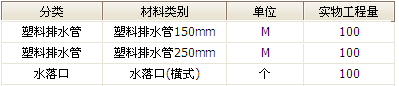 分类 材料类别 单位 实物工程量
塑料排水管 塑料排水管150mm M 100
塑料排水管 塑料排水管250mm M 100
水落口 水落口(横式) 个 100